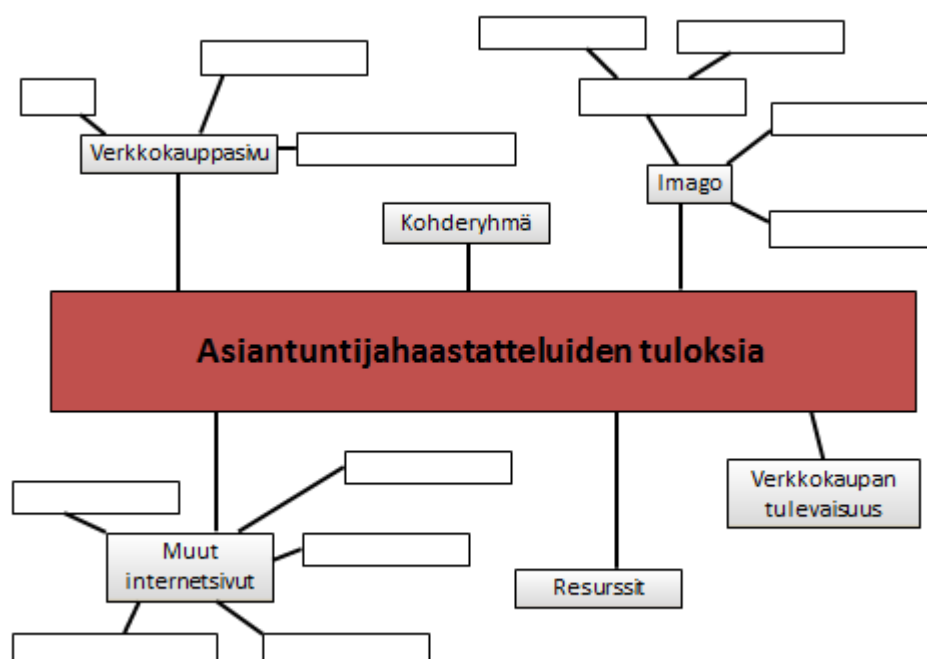 Verkkokauppasivu
Imago
Kohderyhmä
Asiantuntijahaastatteluiden tuloksia
Verkkokaupan
tulevaisuus
Muut
internetsivut
Resurssit